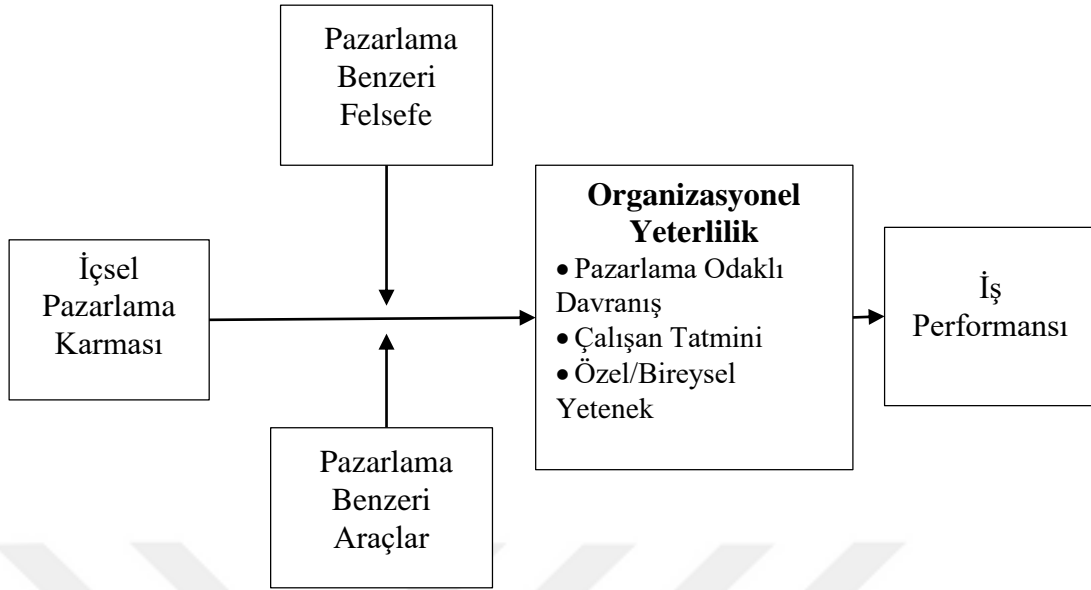 Pazarlama
Benzeri
Felsefe
İçsel
Pazarlama
Karması
Pazarlama
Benzeri
Araçlar
Organizasyonel
Yeterlilik
• Pazarlama Odaklı
Davranış
• Çalışan Tatmini
• Özel/Bireysel
Yetenek
İş
Performansı